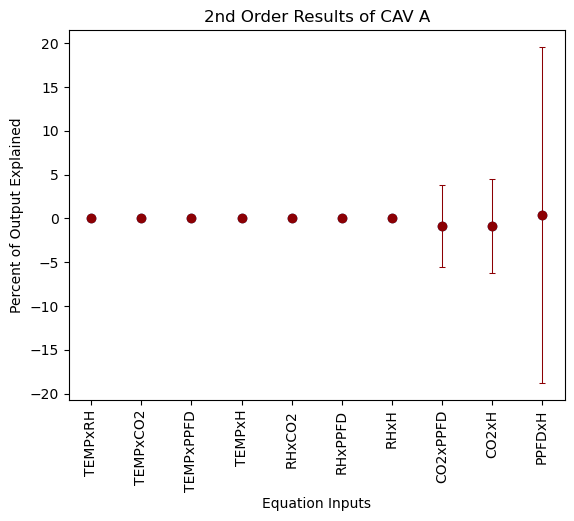 2nd Order Results of CAV A
Percent of Output Explained
20
15
10
5
0
−5
−10
−15
−20
TEMPxRH
TEMPxCO2
TEMPxPPFD
TEMPxH
RHxCO2
RHxPPFD
RHxH
CO2xPPFD
CO2xH
PPFDxH
Equation Inputs